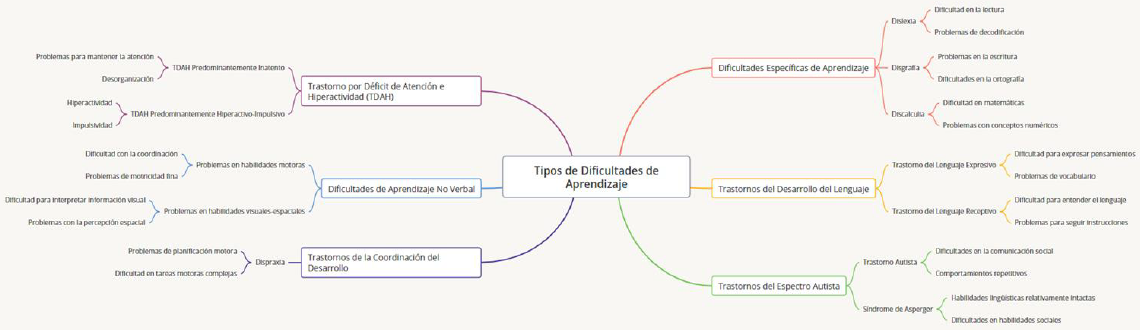 Tipos de Dificultades de
Aprendizaje
Dificultades Específicas de Aprendizaje
Dislexia
Dificultad en la lectura
Problemas de decodificación
Disgrafía
Problemas en la escritura
Dificultades en la ortografía
Discalculia
Dificultad en matemáticas
Problemas con conceptos numéricos
Trastornos del Desarrollo del Lenguaje
Trastorno del Lenguaje Expresivo
Dificultad para expresar pensamientos
Problemas de vocabulario
Trastorno del Lenguaje Receptivo
Dificultad para entender el lenguaje
Problemas para seguir instrucciones
Trastornos del Espectro Autista
Trastorno Autista
Dificultades en la comunicación social
Comportamientos repetitivos
Síndrome de Asperger
Habilidades lingüísticas relativamente intactas
Dificultades en habilidades sociales
Trastorno por Déficit de Atención e
Hiperactividad (TDAH)
TDAH Predominantemente Inatento
Problemas para mantener la atención
Desorganización
TDAH Predominantemente Hiperactivo-Impulsivo
Hiperactividad
Impulsividad
Dificultades de Aprendizaje No Verbal
Problemas en habilidades motoras
Dificultad con la coordinación
Problemas de motricidad fina
Problemas en habilidades visuales-espaciales
Dificultad para interpretar información visual
Problemas con la percepción espacial
Trastornos de la Coordinación del
Desarrollo
Dispraxia
Problemas de planificación motora
Dificultad en tareas motoras complejas